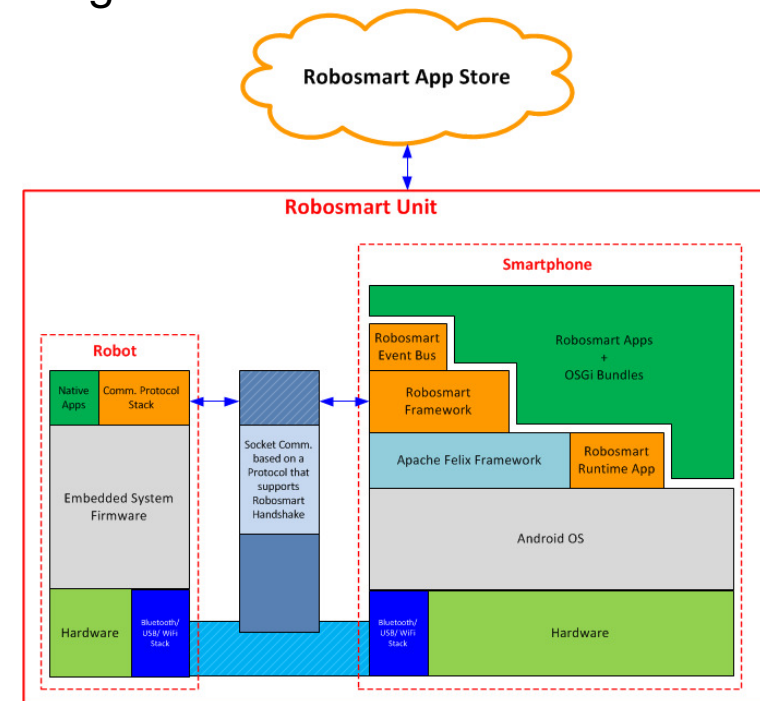 Robosmart App Store
Robosmart Unit
Smartphone
Robosmart Apps
+
OSGi Bundles
Robosmart
Event Bus
Robosmart
Framework
Apache Felix Framework
Robosmart
Runtime App
Android OS
Bluetooth/
USB/ WiFi
Stack
Hardware
Robot
Native
Apps
Comm. Protocol
Stack
Embedded System
Firmware
Hardware
Bluetooth/
USB/ WiFi
Stack
Socket Comm.
based on a
Protocol that
supports
Robosmart
Handshake